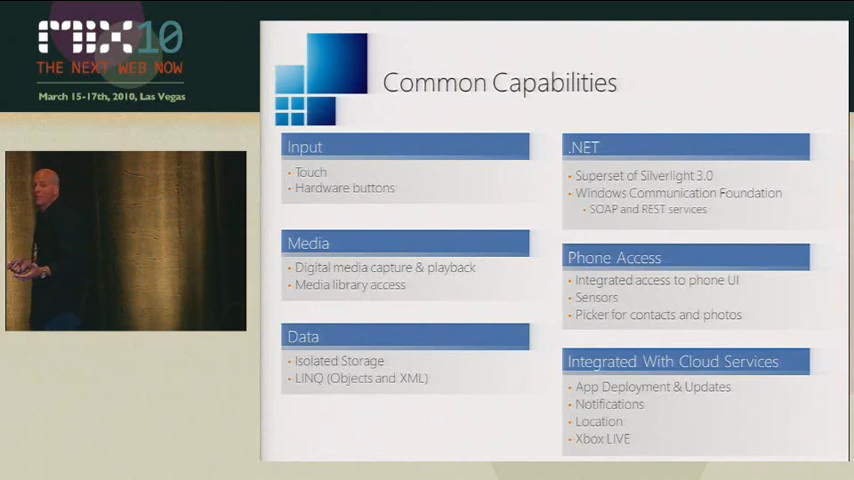 MIX10
THE NEXT WEB NOW
March 15-17th, 2010, Las Vegas
Common Capabilities
Input
• Touch
• Hardware buttons
Media
• Digital media capture & playback
• Media library access
Data
• Isolated Storage
• LINQ (Objects and XML)
.NET
• Superset of Silverlight 3.0
• Windows Communication Foundation
• SOAP and REST services
Phone Access
• Integrated access to phone UI
• Sensors
• Picker for contacts and photos
Integrated With Cloud Services
• App Deployment & Updates
• Notifications
• Location
• Xbox LIVE